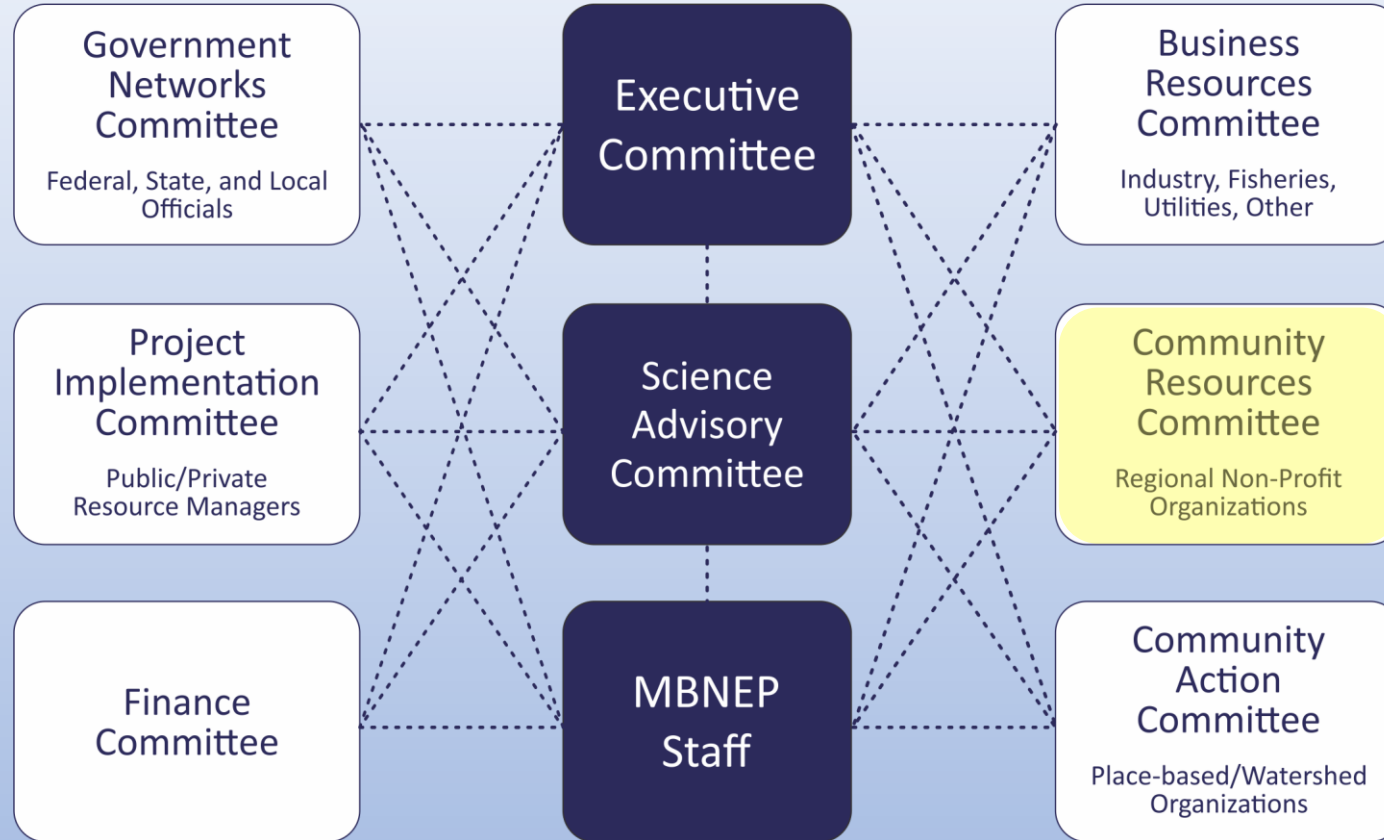 Government
Networks
Committee
Federal, State, and Local
Officials
Executive
Committee
Business
Resources
Committee
Industry, Fisheries,
Utilities, Other
Project
Implementation
Committee
Public/Private
Resource Managers
Science
Advisory
Committee
Community
Resources
Committee
Regional Non-Profit
Organizations
Finance
Committee
MBNEP
Staff
Community
Action
Committee
Place-based/Watershed
Organizations